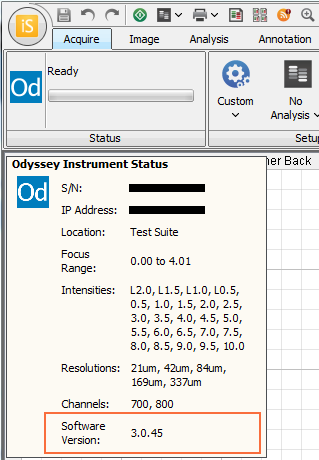 iS
Acquire Image Analysis Annotation
Od
Ready
Custom
No
Analysis
Status
Setu
Odyssey Instrument Status
ner Back
Od
S/N:
IP Address:
Location: Test Suite
Focus
Range: 0.00 to 4.01
Intensities: L2.0, L1.5, L1.0, L0.5,
0.5, 1.0, 1.5, 2.0, 2.5,
3.0, 3.5, 4.0, 4.5, 5.0,
5.5, 6.0, 6.5, 7.0, 7.5,
8.0, 8.5, 9.0, 9.5, 10.0
Resolutions: 21um, 42um, 84um,
169um, 337um
Channels: 700, 800
Software
Version: 3.0.45